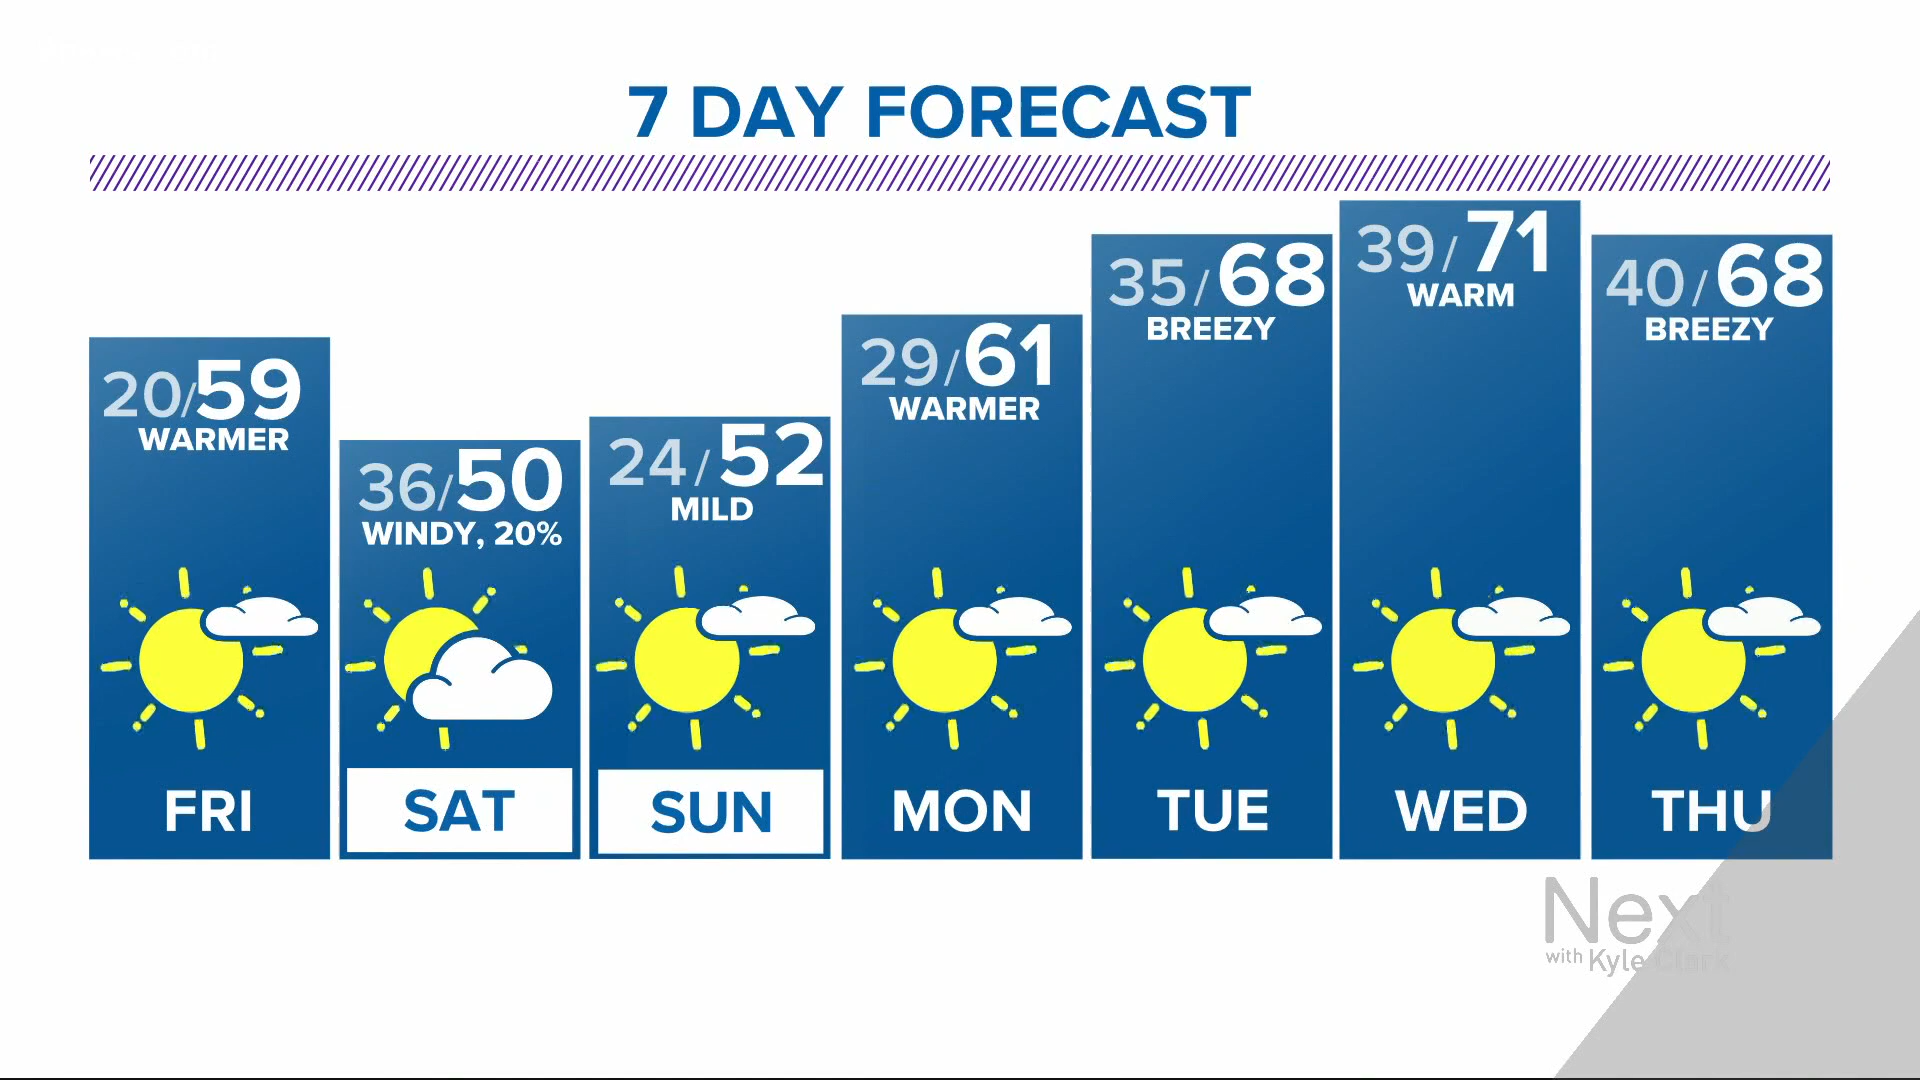 7 DAY FORECAST
20/59
WARMER
FRI
36/50
WINDY, 20%
SAT
24/52
MILD
SUN
29/61
WARMER
MON
35/68
BREEZY
TUE
39/71
WARM
WED
40/68
BREEZY
THU
Next
with Kyle Clark